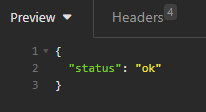 Preview Headers 4
1 {
2 "status": "ok"
3 }